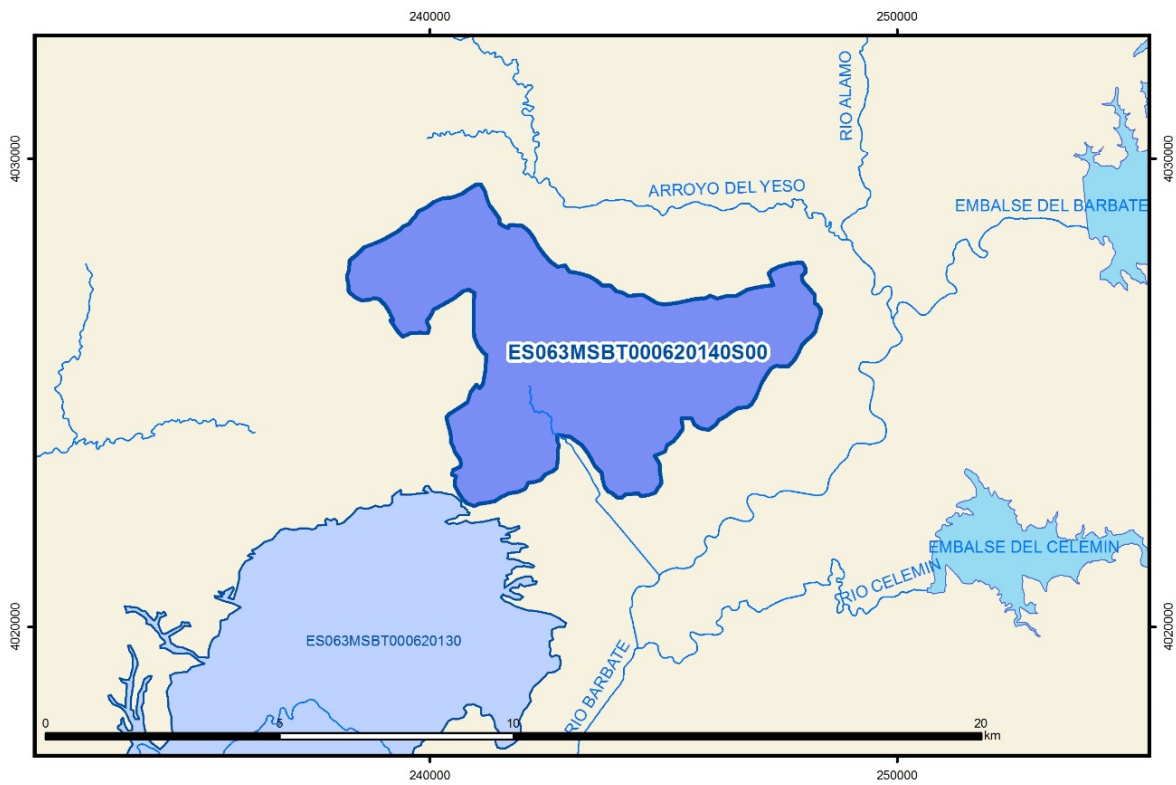 240000
250000
RIO ALAMO
4030000
4030000
ARROYO DEL YESO
EMBALSE DEL BARBATE
ES063MSBT000620140S00
EMBALSE DEL CELEMIN
RIO CELEMIN
4020000
4020000
ES063MSBT000620130
RIO BARBATE
0
5
10
20
km
240000
250000